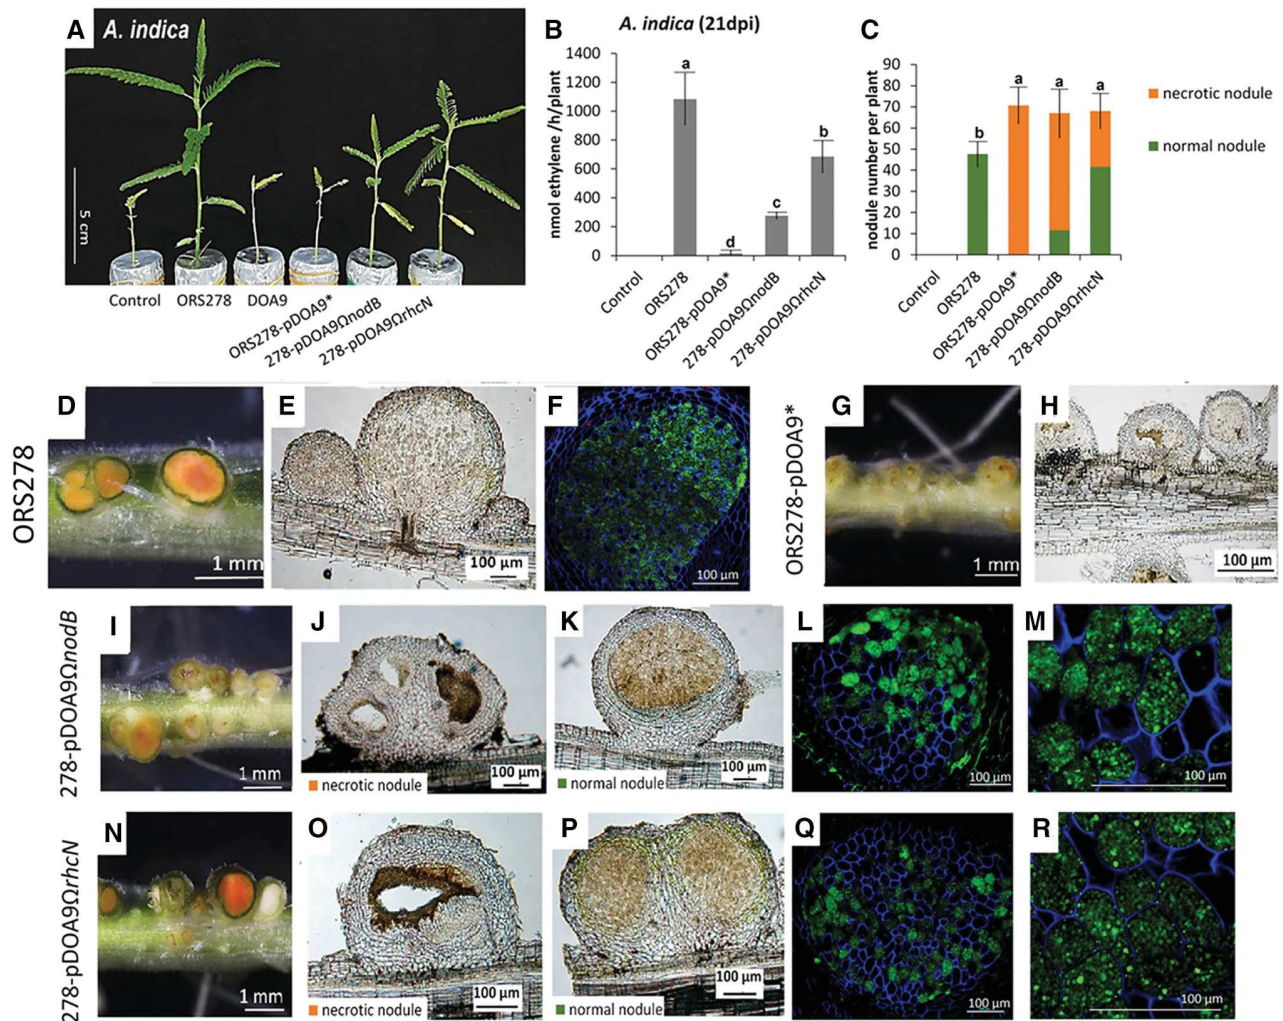 A
A. indica
5 cm
Control
ORS278
DOA9
ORS278-pDOA9*
278-pDOA9ΩnodB
278-pDOA9ΩrhcN
B
A. indica (21dpi)
nmol ethylene /h/plant
1400
1200
1000
800
600
400
200
0
a
d
c
b
Control
ORS278
ORS278-pDOA9*
278-pDOA9ΩnodB
278-pDOA9ΩrhcN
C
nodule number per plant
90
80
70
60
50
40
30
20
10
0
b
a
a
a
Control
ORS278
ORS278-pDOA9*
278-pDOA9ΩnodB
278-pDOA9ΩrhcN
necrotic nodule
normal nodule
ORS278
D
1 mm
E
100 µm
F
100 µm
ORS278-pDOA9*
G
1 mm
H
100 µm
278-pDOA9ΩnodB
I
1 mm
J
100 µm
necrotic nodule
K
100 µm
normal nodule
L
100 µm
M
100 µm
278-pDOA9ΩrhcN
N
1 mm
O
100 µm
necrotic nodule
P
100 µm
normal nodule
Q
100 µm
R
100 µm